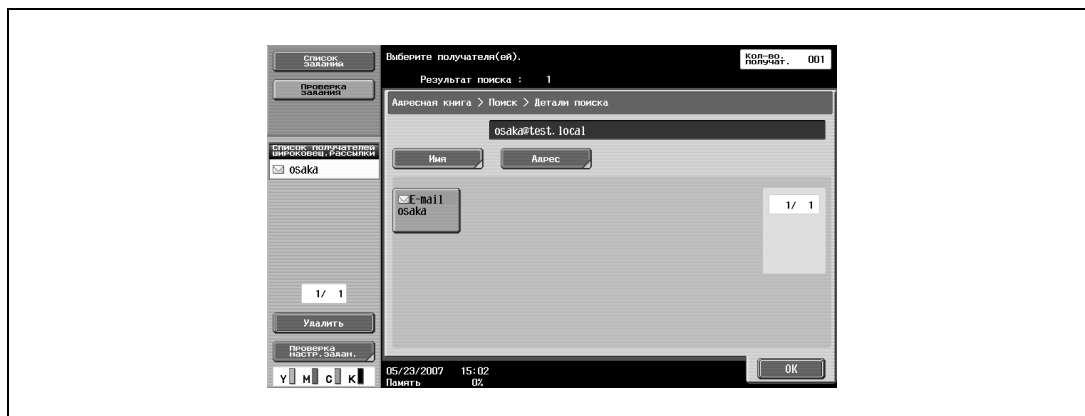 Список
заданий
Проверка
задания
Список получателей
широковещ.рассылки
osaka
1/ 1
Удалить
Проверка
настр.задан.
Y M C K
Выберите получателя(ей).
Кол-во.
получат. 001
Результат поиска : 1
Адресная книга > Поиск > Детали поиска
osaka@test.local
Имя
Адрес
E-mail
osaka
1/ 1
05/23/2007 15:02
Память 0%
OK